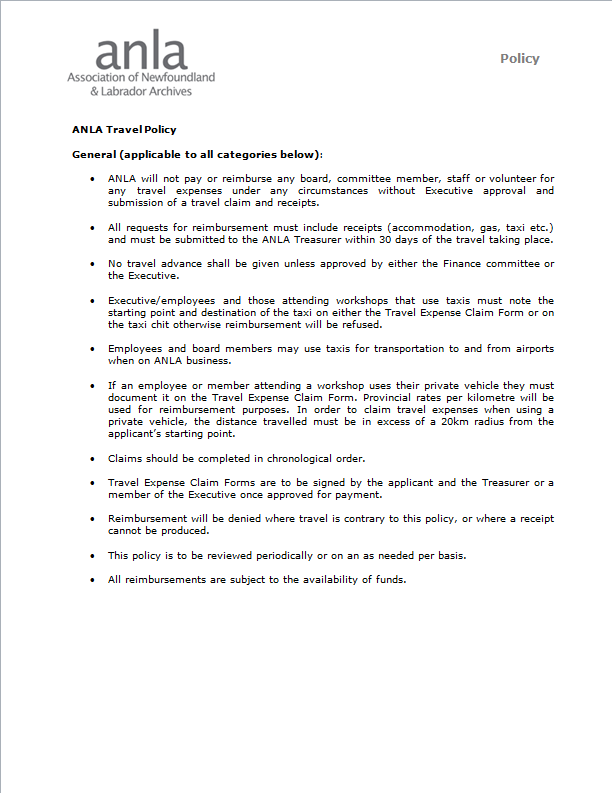 anla
Association of Newfoundland
& Labrador Archives
Policy
ANLA Travel Policy
General (applicable to all categories below):
• ANLA will not pay or reimburse any board, committee member, staff or volunteer for
any travel expenses under any circumstances without Executive approval and
submission of a travel claim and receipts.
• All requests for reimbursement must include receipts (accommodation, gas, taxi etc.)
and must be submitted to the ANLA Treasurer within 30 days of the travel taking place.
• No travel advance shall be given unless approved by either the Finance committee or
the Executive.
• Executive/employees and those attending workshops that use taxis must note the
starting point and destination of the taxi on either the Travel Expense Claim Form or on
the taxi chit otherwise reimbursement will be refused.
• Employees and board members may use taxis for transportation to and from airports
when on ANLA business.
• If an employee or member attending a workshop uses their private vehicle they must
document it on the Travel Expense Claim Form. Provincial rates per kilometre will be
used for reimbursement purposes. In order to claim travel expenses when using a
private vehicle, the distance travelled must be in excess of a 20km radius from the
applicant's starting point.
• Claims should be completed in chronological order.
• Travel Expense Claim Forms are to be signed by the applicant and the Treasurer or a
member of the Executive once approved for payment.
• Reimbursement will be denied where travel is contrary to this policy, or where a receipt
cannot be produced.
• This policy is to be reviewed periodically or on an as needed per basis.
• All reimbursements are subject to the availability of funds.